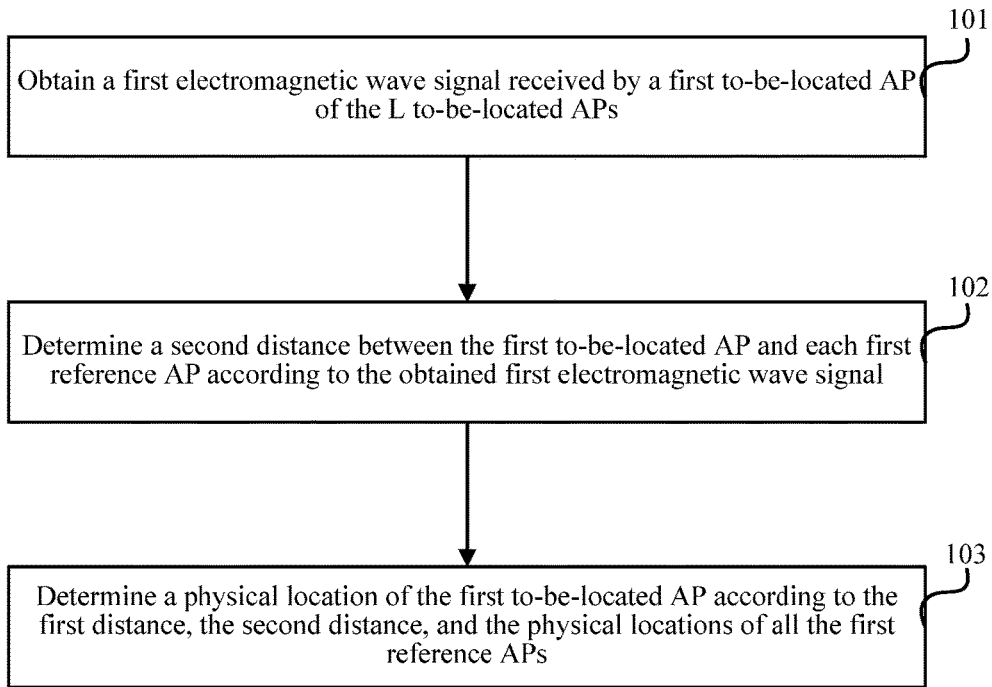 101
Obtain a first electromagnetic wave signal received by a first to-be-located AP
of the L to-be-located APs
102
Determine a second distance between the first to-be-located AP and each first
reference AP according to the obtained first electromagnetic wave signal
103
Determine a physical location of the first to-be-located AP according to the
first distance, the second distance, and the physical locations of all the first
reference APs